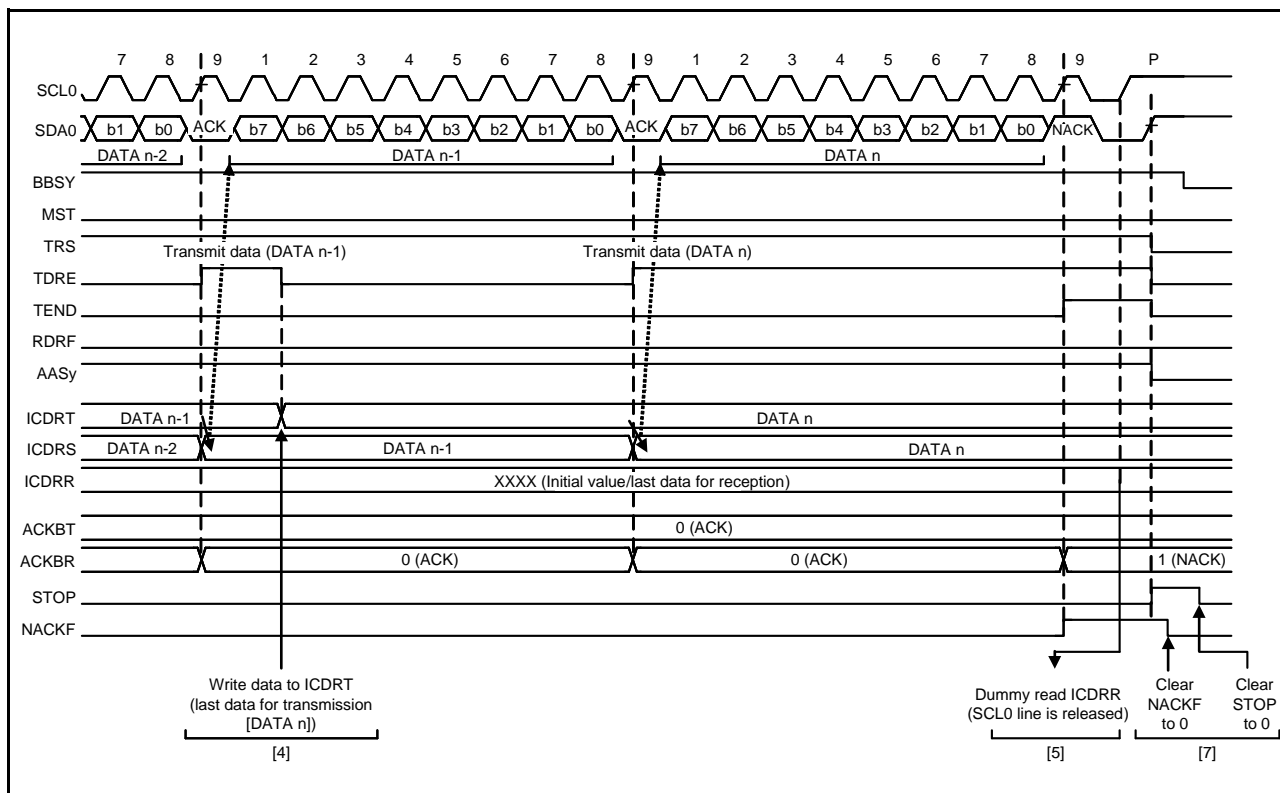 7 8 9 1 2 3 4 5 6 7 8 9 1 2 3 4 5 6 7 8 9 P
SCL0
SDA0 b1 b0 ACK b7 b6 b5 b4 b3 b2 b1 b0 ACK b7 b6 b5 b4 b3 b2 b1 b0 NACK
DATA n-2 DATA n-1 DATA n
BBSY
MST
TRS
Transmit data (DATA n-1) Transmit data (DATA n)
TDRE
TEND
RDRF
AASy
ICDRT DATA n-1 DATA n
ICDRS DATA n-2 DATA n-1 DATA n
ICDRR XXXX (Initial value/last data for reception)
ACKBT 0 (ACK)
ACKBR 0 (ACK) 0 (ACK) 1 (NACK)
STOP
NACKF
Write data to ICDRT
(last data for transmission
[DATA n])
[4]
Dummy read ICDRR
(SCL0 line is released)
[5]
Clear
NACKF
to 0
Clear
STOP
to 0
[7]